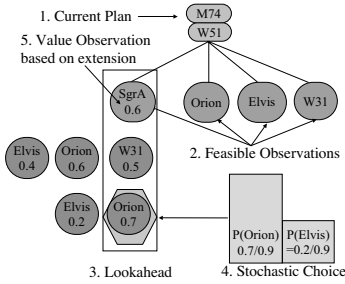 1. Current Plan
M74
W51
5. Value Observation
based on extension
SgrA
0.6
Orion
Elvis
W31
2. Feasible Observations
Elvis
0.4
Orion
0.6
W31
0.5
Elvis
0.2
Orion
0.7
P(Orion)
0.7/0.9
P(Elvis)
=0.2/0.9
3. Lookahead
4. Stochastic Choice